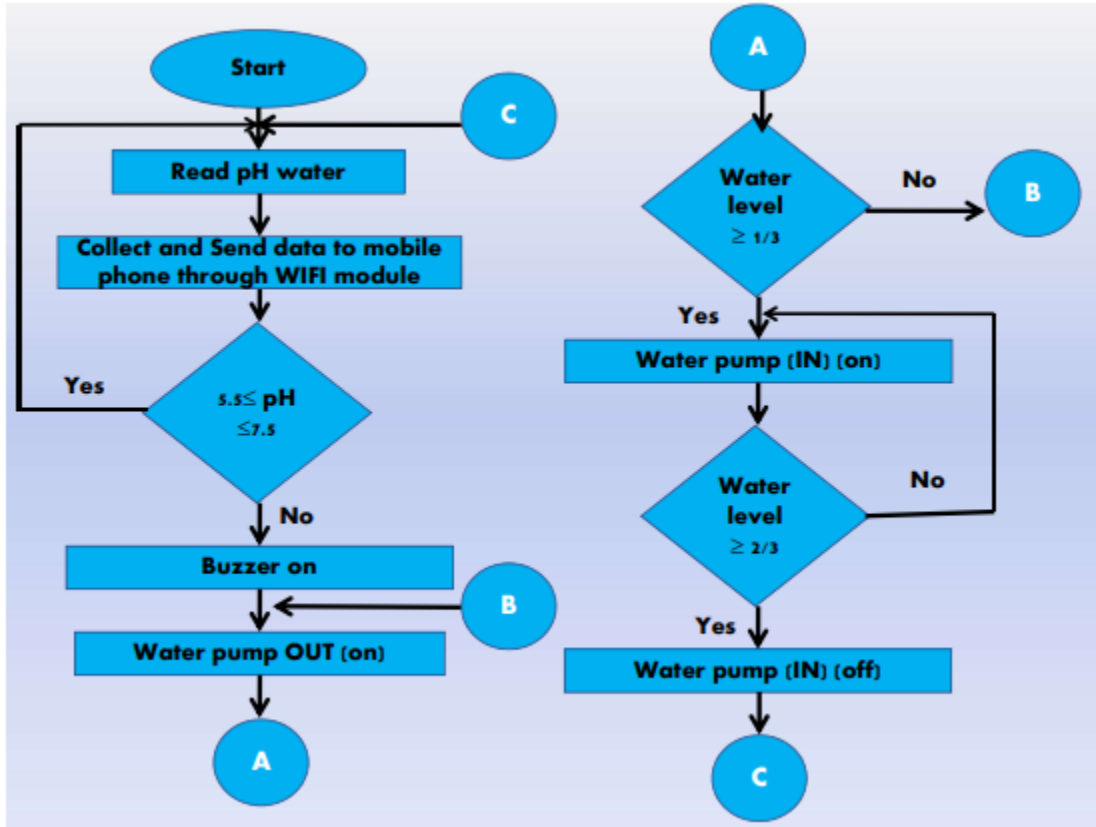 Start
C
Read pH water
Collect and Send data to mobile
phone through WIFI module
Yes
5.5≤ pH
≤7.5
No
Buzzer on
B
Water pump OUT (on)
A
A
Water
level
≥ 1/3
No
B
Yes
Water pump (IN) (on)
Water
level
≥ 2/3
No
Yes
Water pump (IN) (off)
C